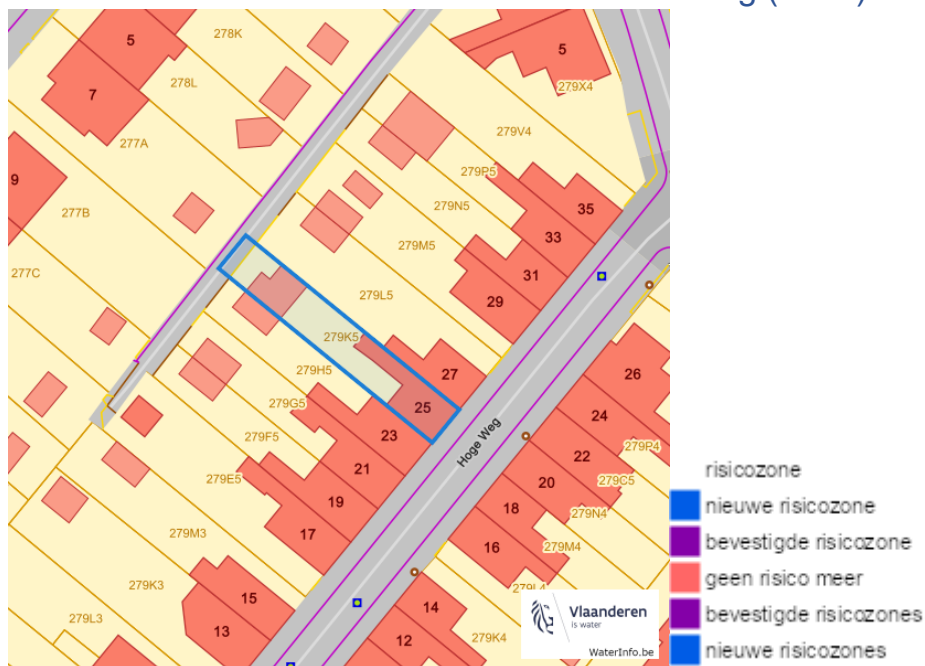 5
278K
5
278L
279X4
7
277A
279V4
279P5
9
279N5
35
277B
33
279M5
277C
31
279L5
29
279K5
26
27
279H5
25
24
279G5
23
Hoge Weg
279F5
279P4
22
21
risicozone
279E5
20
279C5
19
nieuwe risicozone
18
279N4
17
279M3
bevestigde risicozone
16
279M4
geen risico meer
279K3
279L4
15
14
Vlaanderen
is water
bevestigde risicozones
279L3
13
12
279K4
WaterInfo.be
nieuwe risicozones